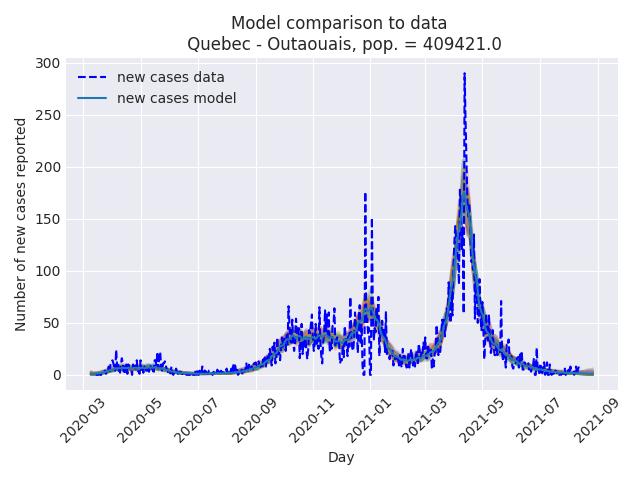 Model comparison to data
Quebec - Outaouais, pop. = 409421.0
new cases data
new cases model
Number of new cases reported
300
250
200
150
100
50
0
2020-03
2020-05
2020-07
2020-09
2020-11
2021-01
2021-03
2021-05
2021-07
2021-09
Day